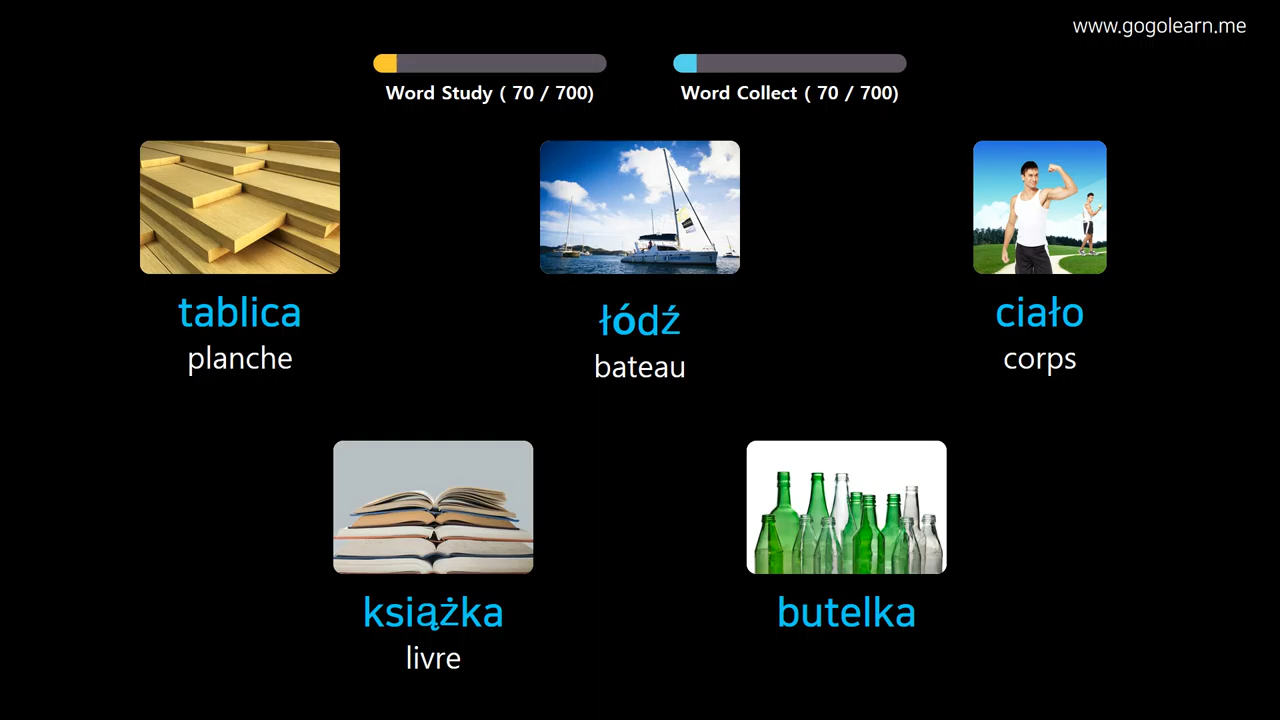 www.gogolearn.me
Word Study ( 70 / 700)
Word Collect ( 70 / 700)
tablica
planche
łódź
bateau
ciało
corps
książka
livre
butelka